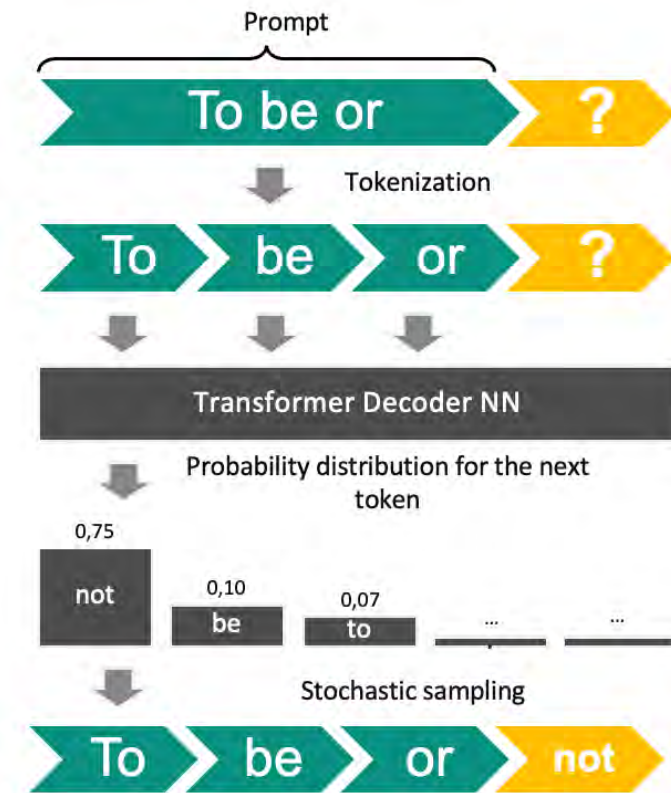 Prompt
To be or ?
Tokenization
To be or ?
Transformer Decoder NN
Probability distribution for the next
token
0,75
not
0,10
be
0,07
to
...
...
Stochastic sampling
To be or not